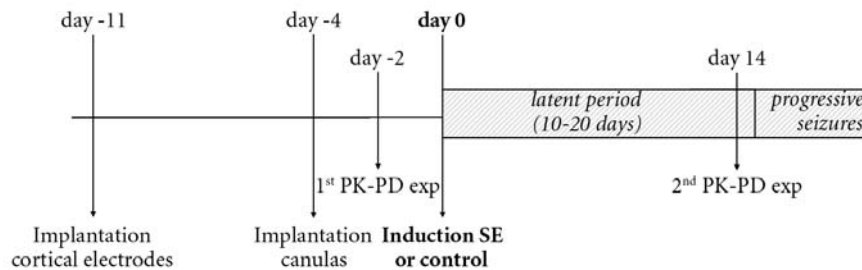 day -11
day -4
day 0
day -2
day 14
latent period
(10-20 days)
progressive
seizures
1st PK-PD exp
2nd PK-PD exp
Implantation
cortical electrodes
Implantation
canulas
Induction SE
or control